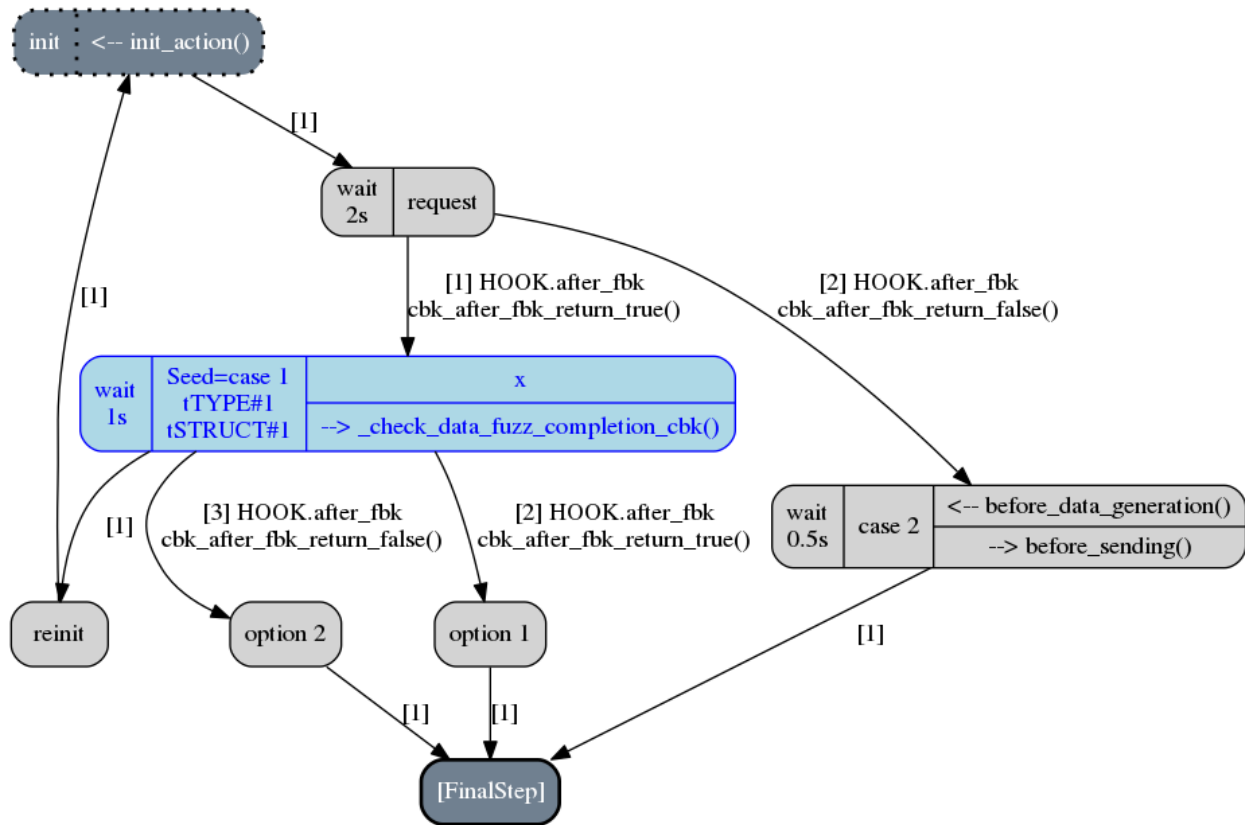 init
<-- init_action()
[1]
wait
2s
request
[1]
[1] HOOK.after_fbk
cbk_after_fbk_return_true()
[2] HOOK.after_fbk
cbk_after_fbk_return_false()
wait
1s
Seed=case 1
tTYPE#1
tSTRUCT#1
x
--> _check_data_fuzz_completion_cbk()
[1]
[3] HOOK.after_fbk
cbk_after_fbk_return_false()
[2] HOOK.after_fbk
cbk_after_fbk_return_true()
wait
0.5s
case 2
<-- before_data_generation()
--> before_sending()
reinit
option 2
option 1
[1]
[1]
[1]
[FinalStep]